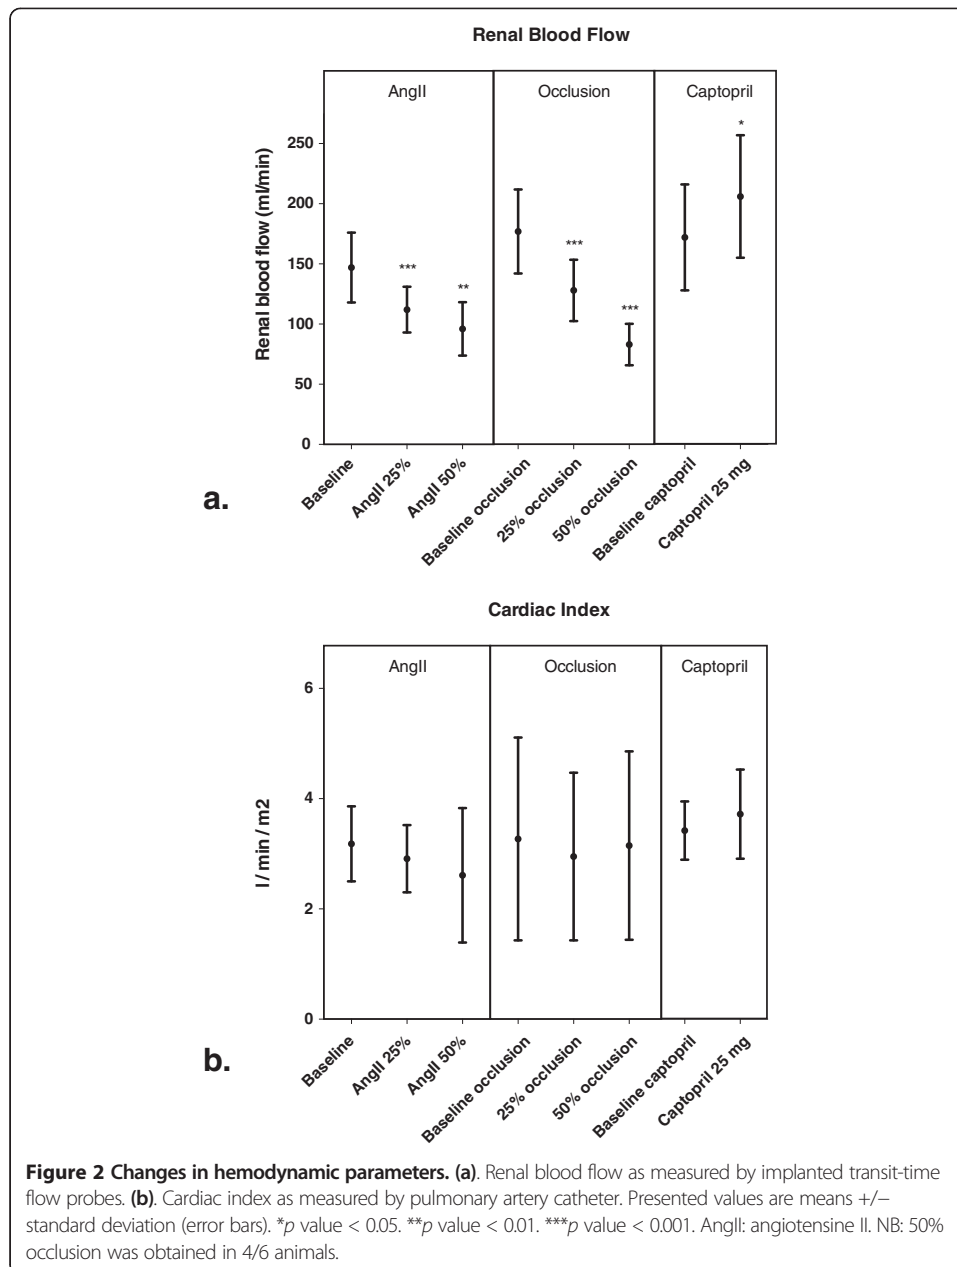 Renal Blood Flow
AngII Occlusion Captopril
Renal blood flow (ml/min)
250
200
150
100
50
0
*
***
**
***
***
Baseline
AngII 25%
AngII 50%
Baseline occlusion
25% occlusion
50% occlusion
Baseline captopril
Captopril 25 mg
a.
Cardiac Index
AngII Occlusion Captopril
l / min / m2
6
4
2
0
Baseline
AngII 25%
AngII 50%
Baseline occlusion
25% occlusion
50% occlusion
Baseline captopril
Captopril 25 mg
b.
Figure 2 Changes in hemodynamic parameters. (a). Renal blood flow as measured by implanted transit-time
flow probes. (b). Cardiac index as measured by pulmonary artery catheter. Presented values are means +/−
standard deviation (error bars). *p value < 0.05. **p value < 0.01. ***p value < 0.001. AngII: angiotensine II. NB: 50%
occlusion was obtained in 4/6 animals.